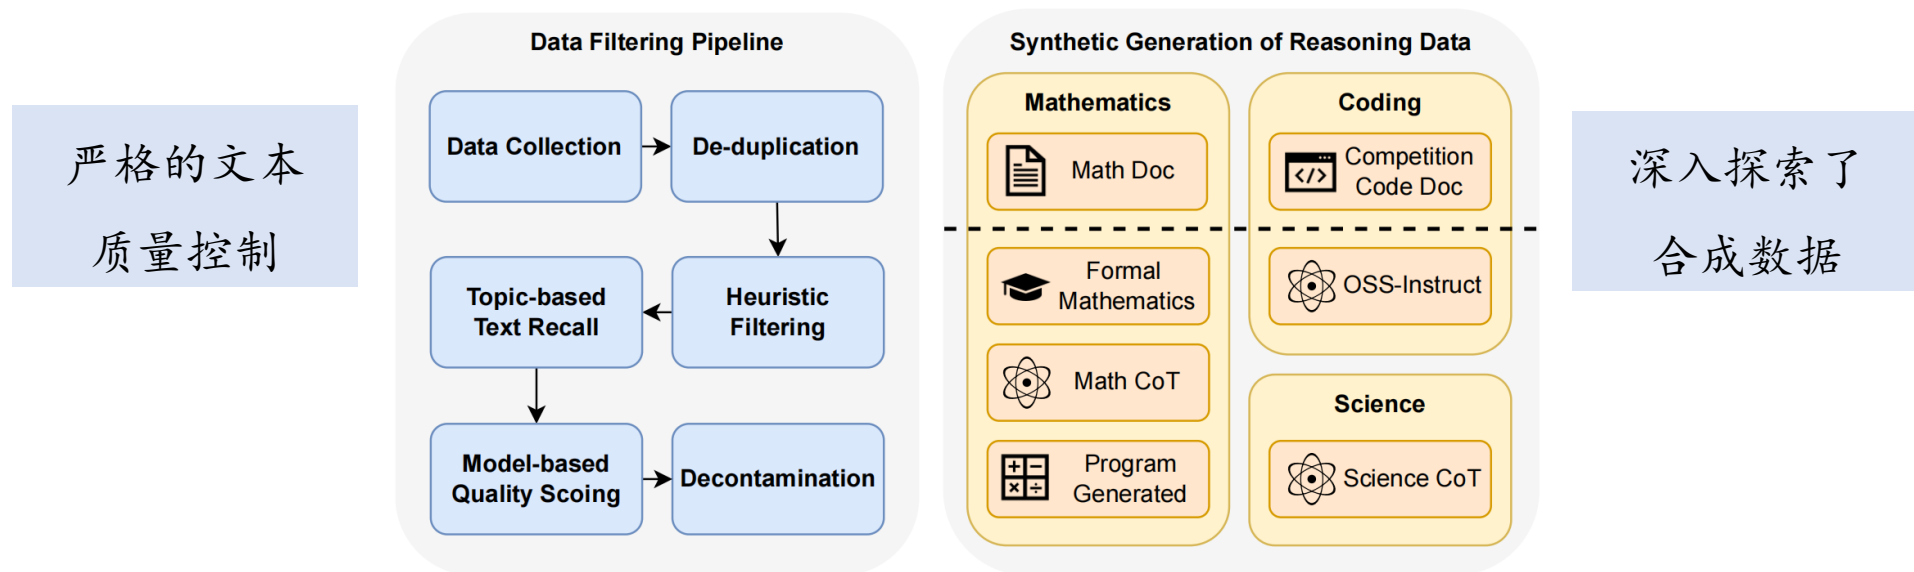 严格的文本
质量控制
Data Filtering Pipeline
Data Collection
De-duplication
Topic-based
Text Recall
Heuristic
Filtering
Model-based
Quality Scoing
Decontamination
Synthetic Generation of Reasoning Data
Mathematics
Math Doc
Formal
Mathematics
Math CoT
Program
Generated
Coding
Competition
Code Doc
OSS-Instruct
Science
Science CoT
深入探索了
合成数据